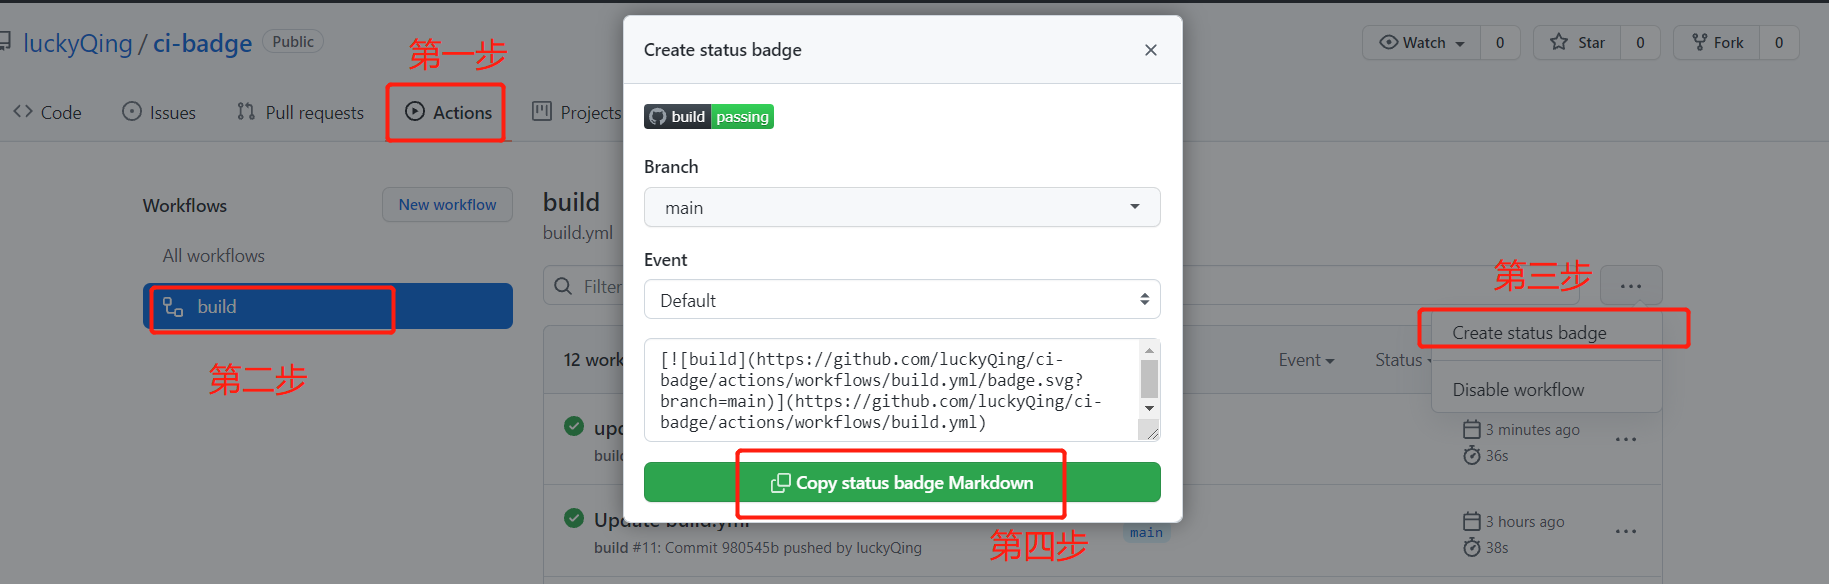 luckyQing / ci-badge Public
第一步
Watch 0
Star 0
Fork 0
Code
Issues
Pull requests
Actions
Projects
Create status badge
build passing
Branch
main
Event
Default
[![build](https://github.com/luckyQing/ci-
badge/actions/workflows/build.yml/badge.svg?
branch=main)](https://github.com/luckyQing/ci-
badge/actions/workflows/build.yml)
Copy status badge Markdown
第四步
Workflows
New workflow
All workflows
build
第二步
build
build.yml
Filter
第三步
Create status badge
Disable workflow
12 work
Event
Status
upd
build
3 minutes ago
36s
Update build.yml
build #11: Commit 980545b pushed by luckyQing
main
3 hours ago
38s